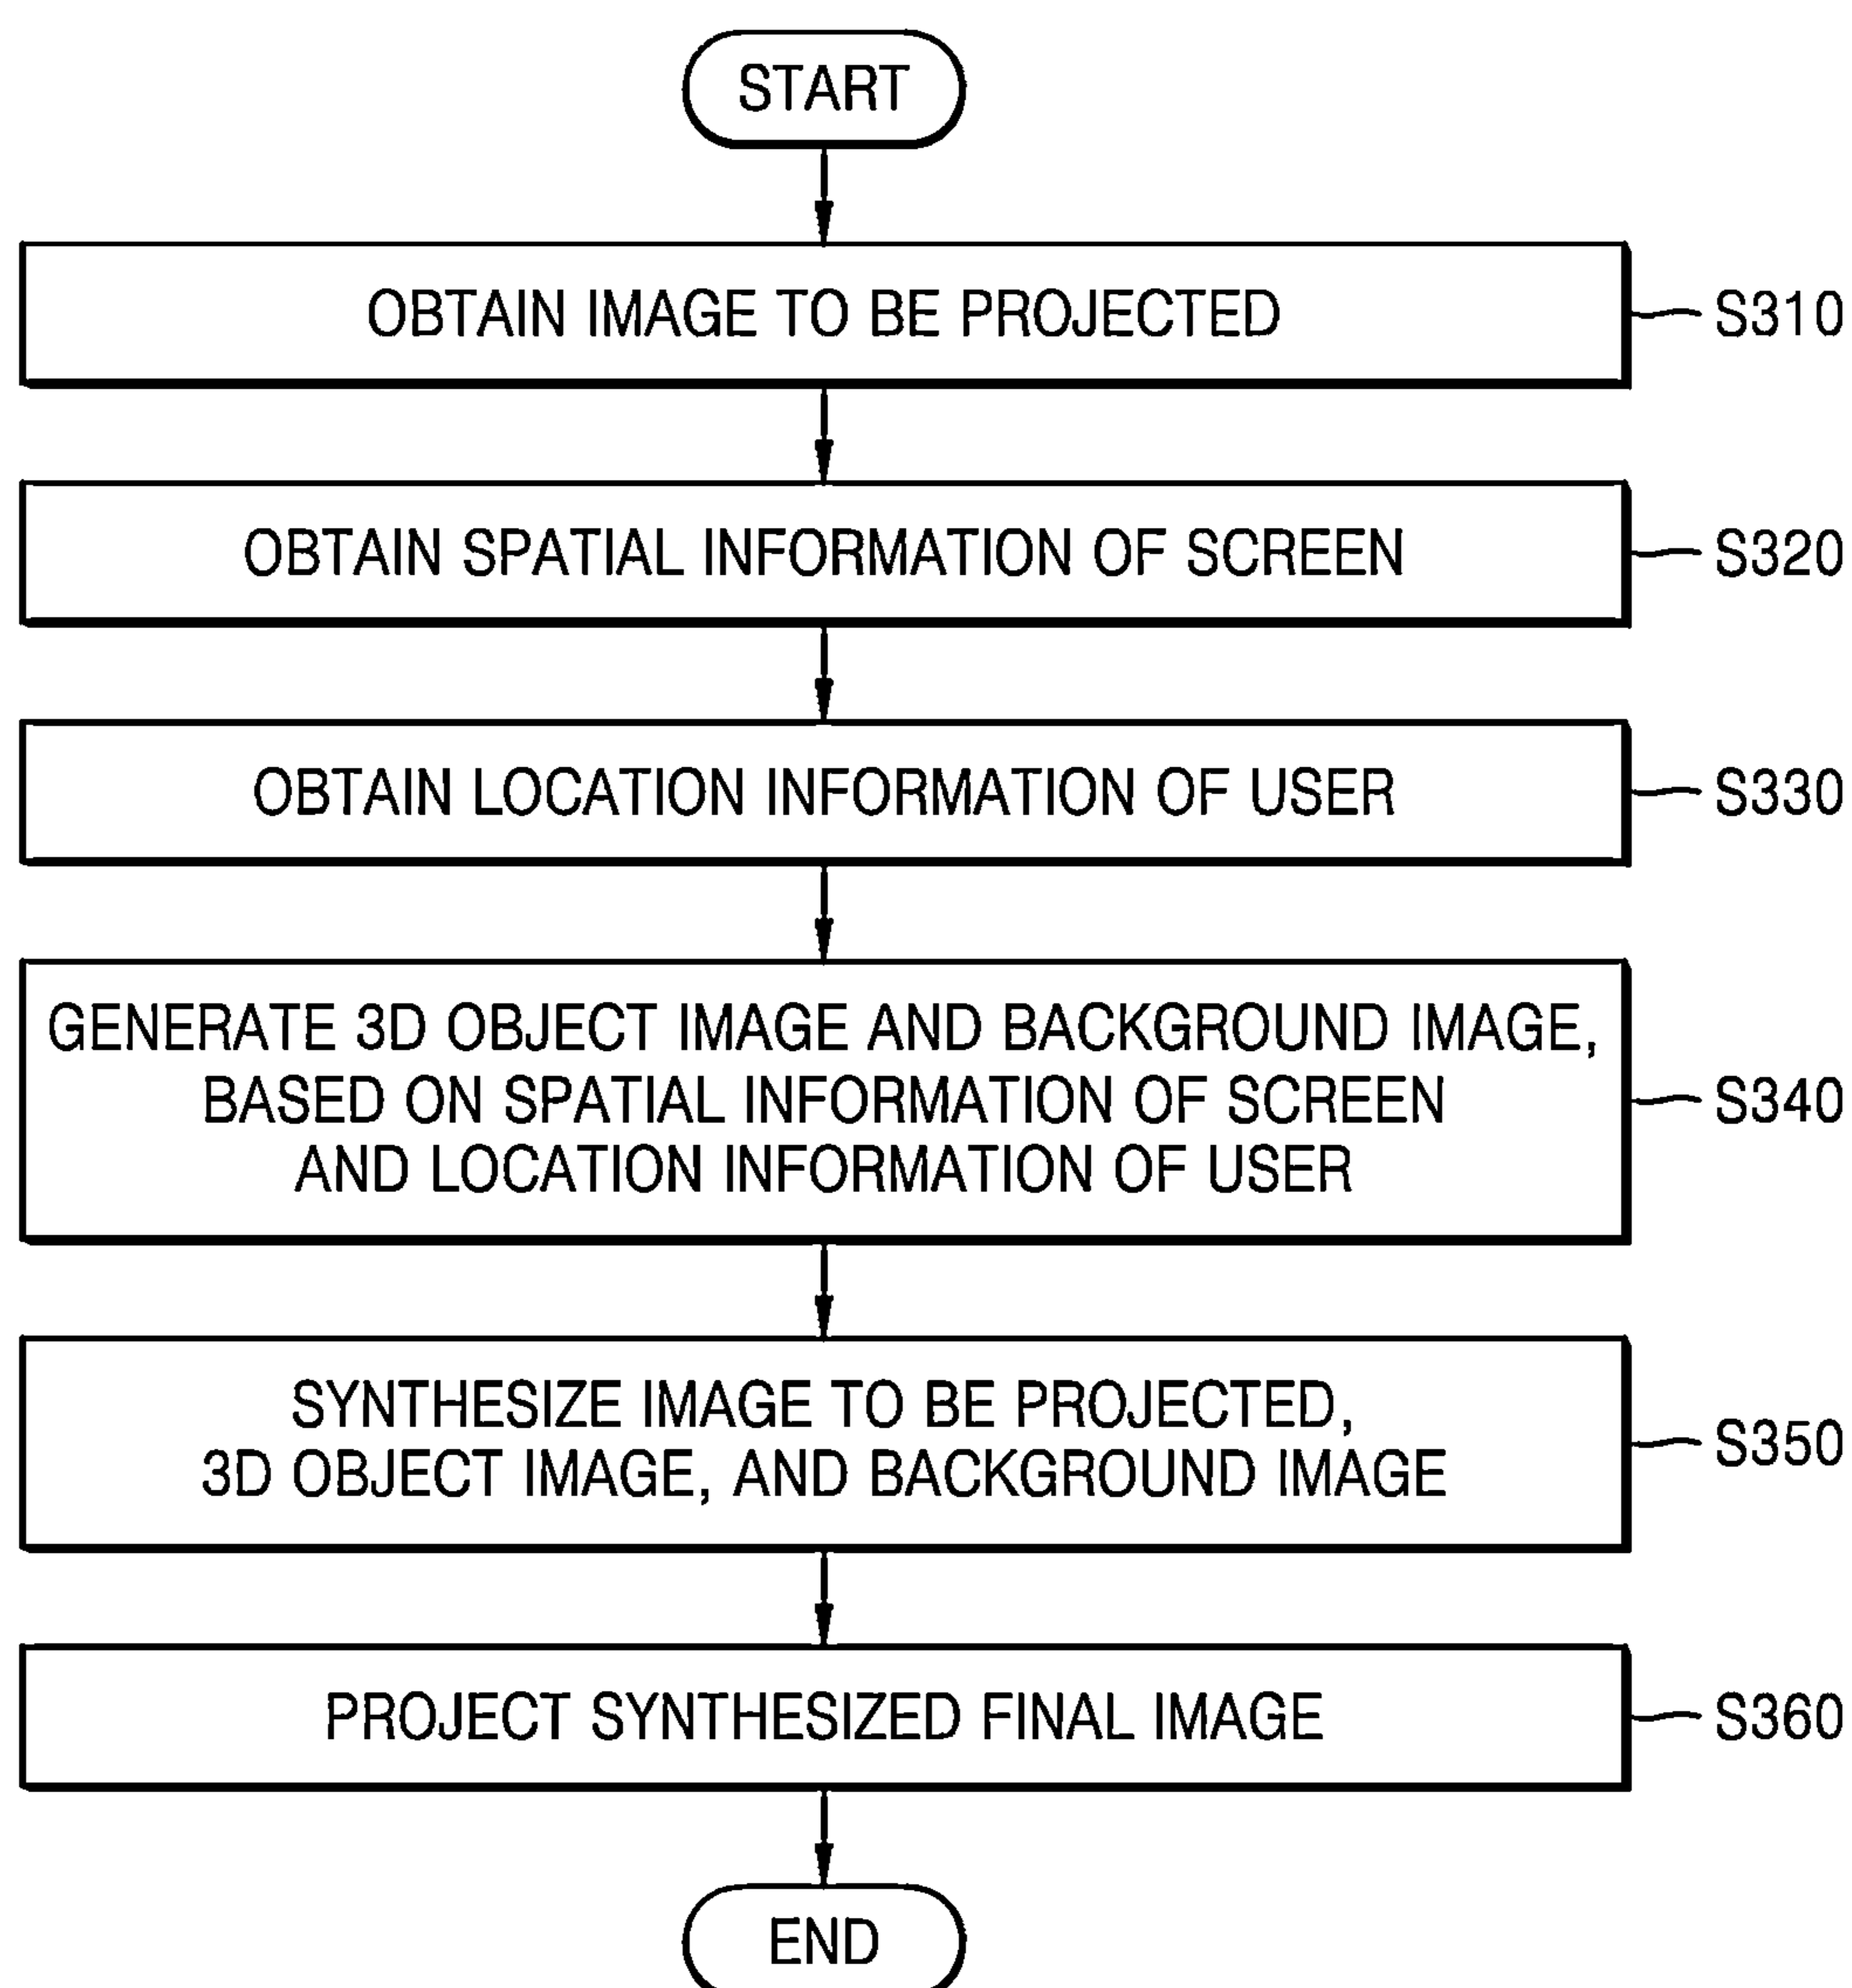 START
OBTAIN IMAGE TO BE PROJECTED
S310
OBTAIN SPATIAL INFORMATION OF SCREEN
S320
OBTAIN LOCATION INFORMATION OF USER
S330
GENERATE 3D OBJECT IMAGE AND BACKGROUND IMAGE,
BASED ON SPATIAL INFORMATION OF SCREEN
AND LOCATION INFORMATION OF USER
S340
SYNTHESIZE IMAGE TO BE PROJECTED,
3D OBJECT IMAGE, AND BACKGROUND IMAGE
S350
PROJECT SYNTHESIZED FINAL IMAGE
S360
END